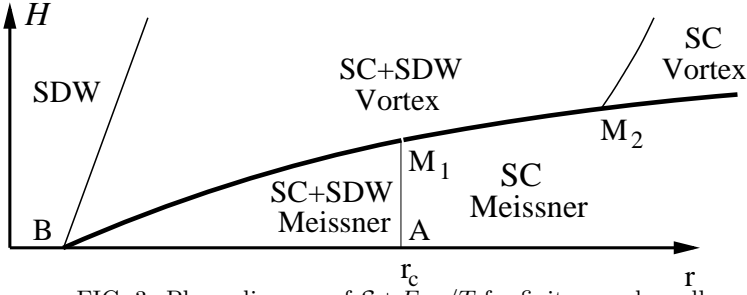 H
SDW
SC+SDW
Vortex
SC
Vortex
M2
M1
SC+SDW
Meissner
SC
Meissner
B
A
rc
r